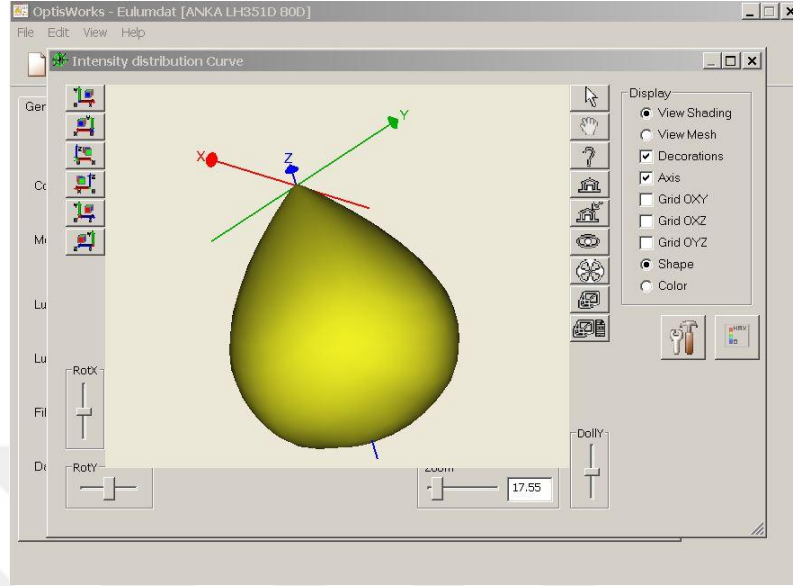 OptisWorks - Eulumdat [ANKA LH351D 80D]
File Edit View Help
Intensity distribution Curve
Ger
Cc
Mo
Lu
Lu
Fil
Da
X
Y
Z
Display
View Shading
View Mesh
Decorations
Axis
Grid OXY
Grid OXZ
Grid OYZ
Shape
Color
RotX
RotY
Zoom
17.55
DollY